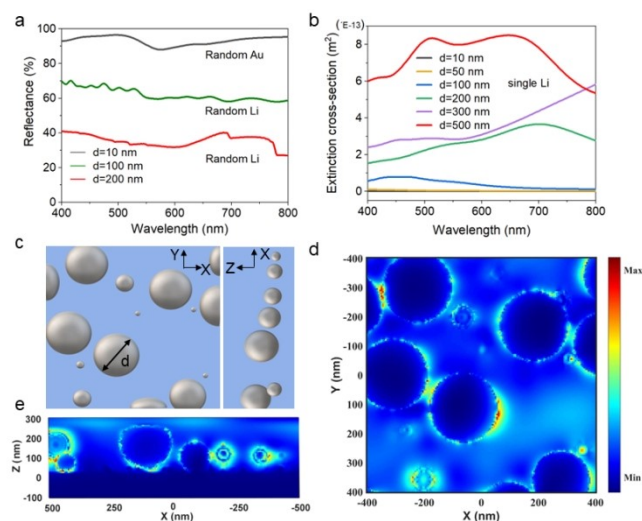 a
Reflectance (%)
100
80
60
40
20
0
Random Au
Random Li
Random Li
d=10 nm
d=100 nm
d=200 nm
400 500 600 700 800
Wavelength (nm)
b
(´E-13)
Extinction cross-section (m²)
10
8
6
4
2
0
d=10 nm
d=50 nm
d=100 nm
d=200 nm
d=300 nm
d=500 nm
single Li
400 500 600 700 800
Wavelength (nm)
c
Y
X
d
X
Z
d
Y (nm)
-400
-300
-200
-100
0
100
200
300
400
-400 -200 0 200 400
X (nm)
Max
Min
e
Z (nm)
300
200
100
0
-100
500 250 0 -250 -500
X (nm)